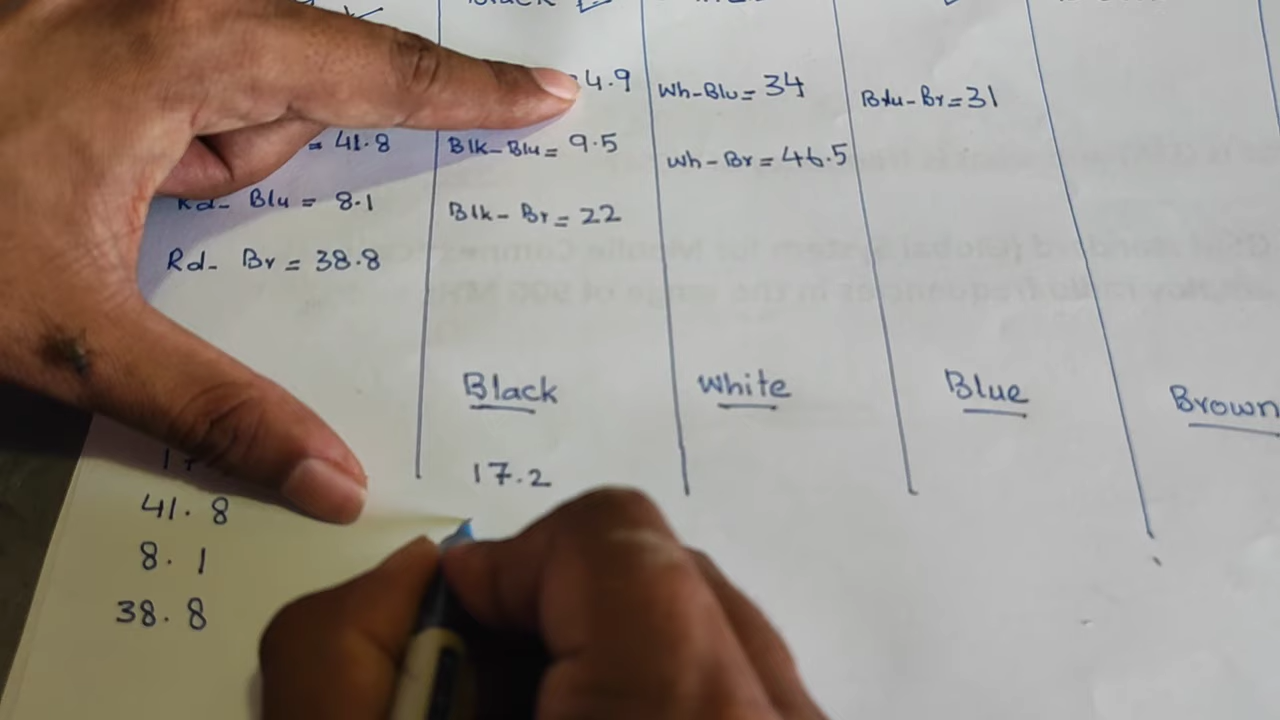 4.9
Wh-Blu= 34
Blu-Br=31
= 41.8
Blk-Blu= 9.5
Wh-Br=46.5
Rd- Blu = 8.1
Blk- Br = 22
Rd- Br = 38.8
Black
White
Blue
Brown
17.2
41.8
8.1
38.8